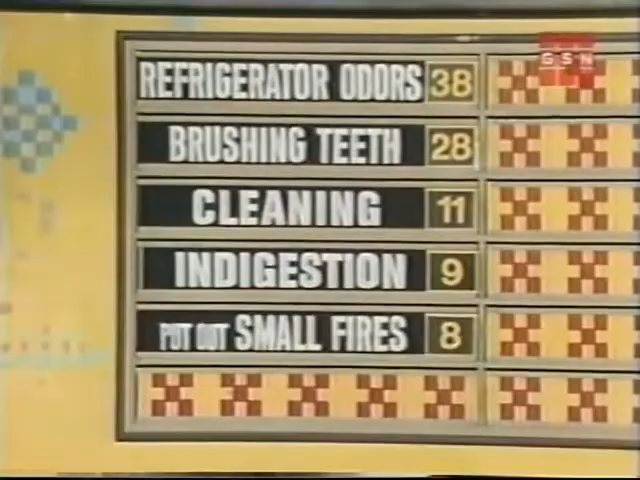 GSN
REFRIGERATOR ODORS 38
BRUSHING TEETH 28
CLEANING 11
INDIGESTION 9
PUT OUT SMALL FIRES 8